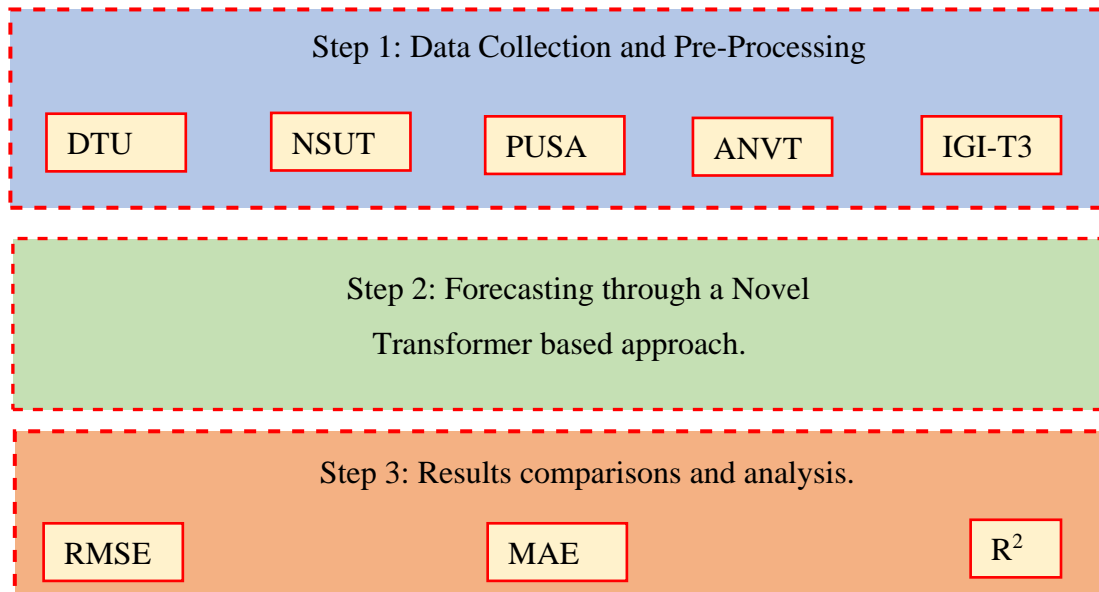 Step 1: Data Collection and Pre-Processing
DTU NSUT PUSA ANVT IGI-T3
Step 2: Forecasting through a Novel
Transformer based approach.
Step 3: Results comparisons and analysis.
RMSE MAE R²